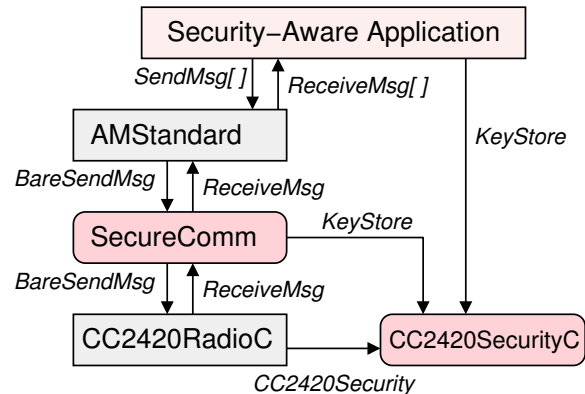 Security-Aware Application
SendMsg[ ]
ReceiveMsg[ ]
AMStandard
KeyStore
BareSendMsg
ReceiveMsg
SecureComm
KeyStore
BareSendMsg
ReceiveMsg
CC2420RadioC
CC2420SecurityC
CC2420Security